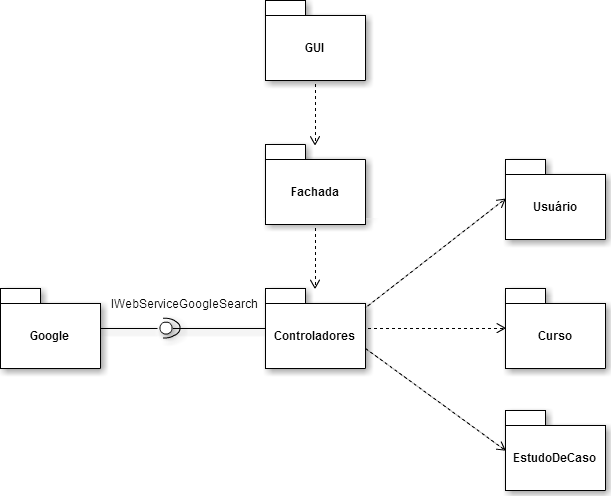 GUI
Fachada
Usuário
IWebServiceGoogleSearch
Google
Controladores
Curso
EstudoDeCaso